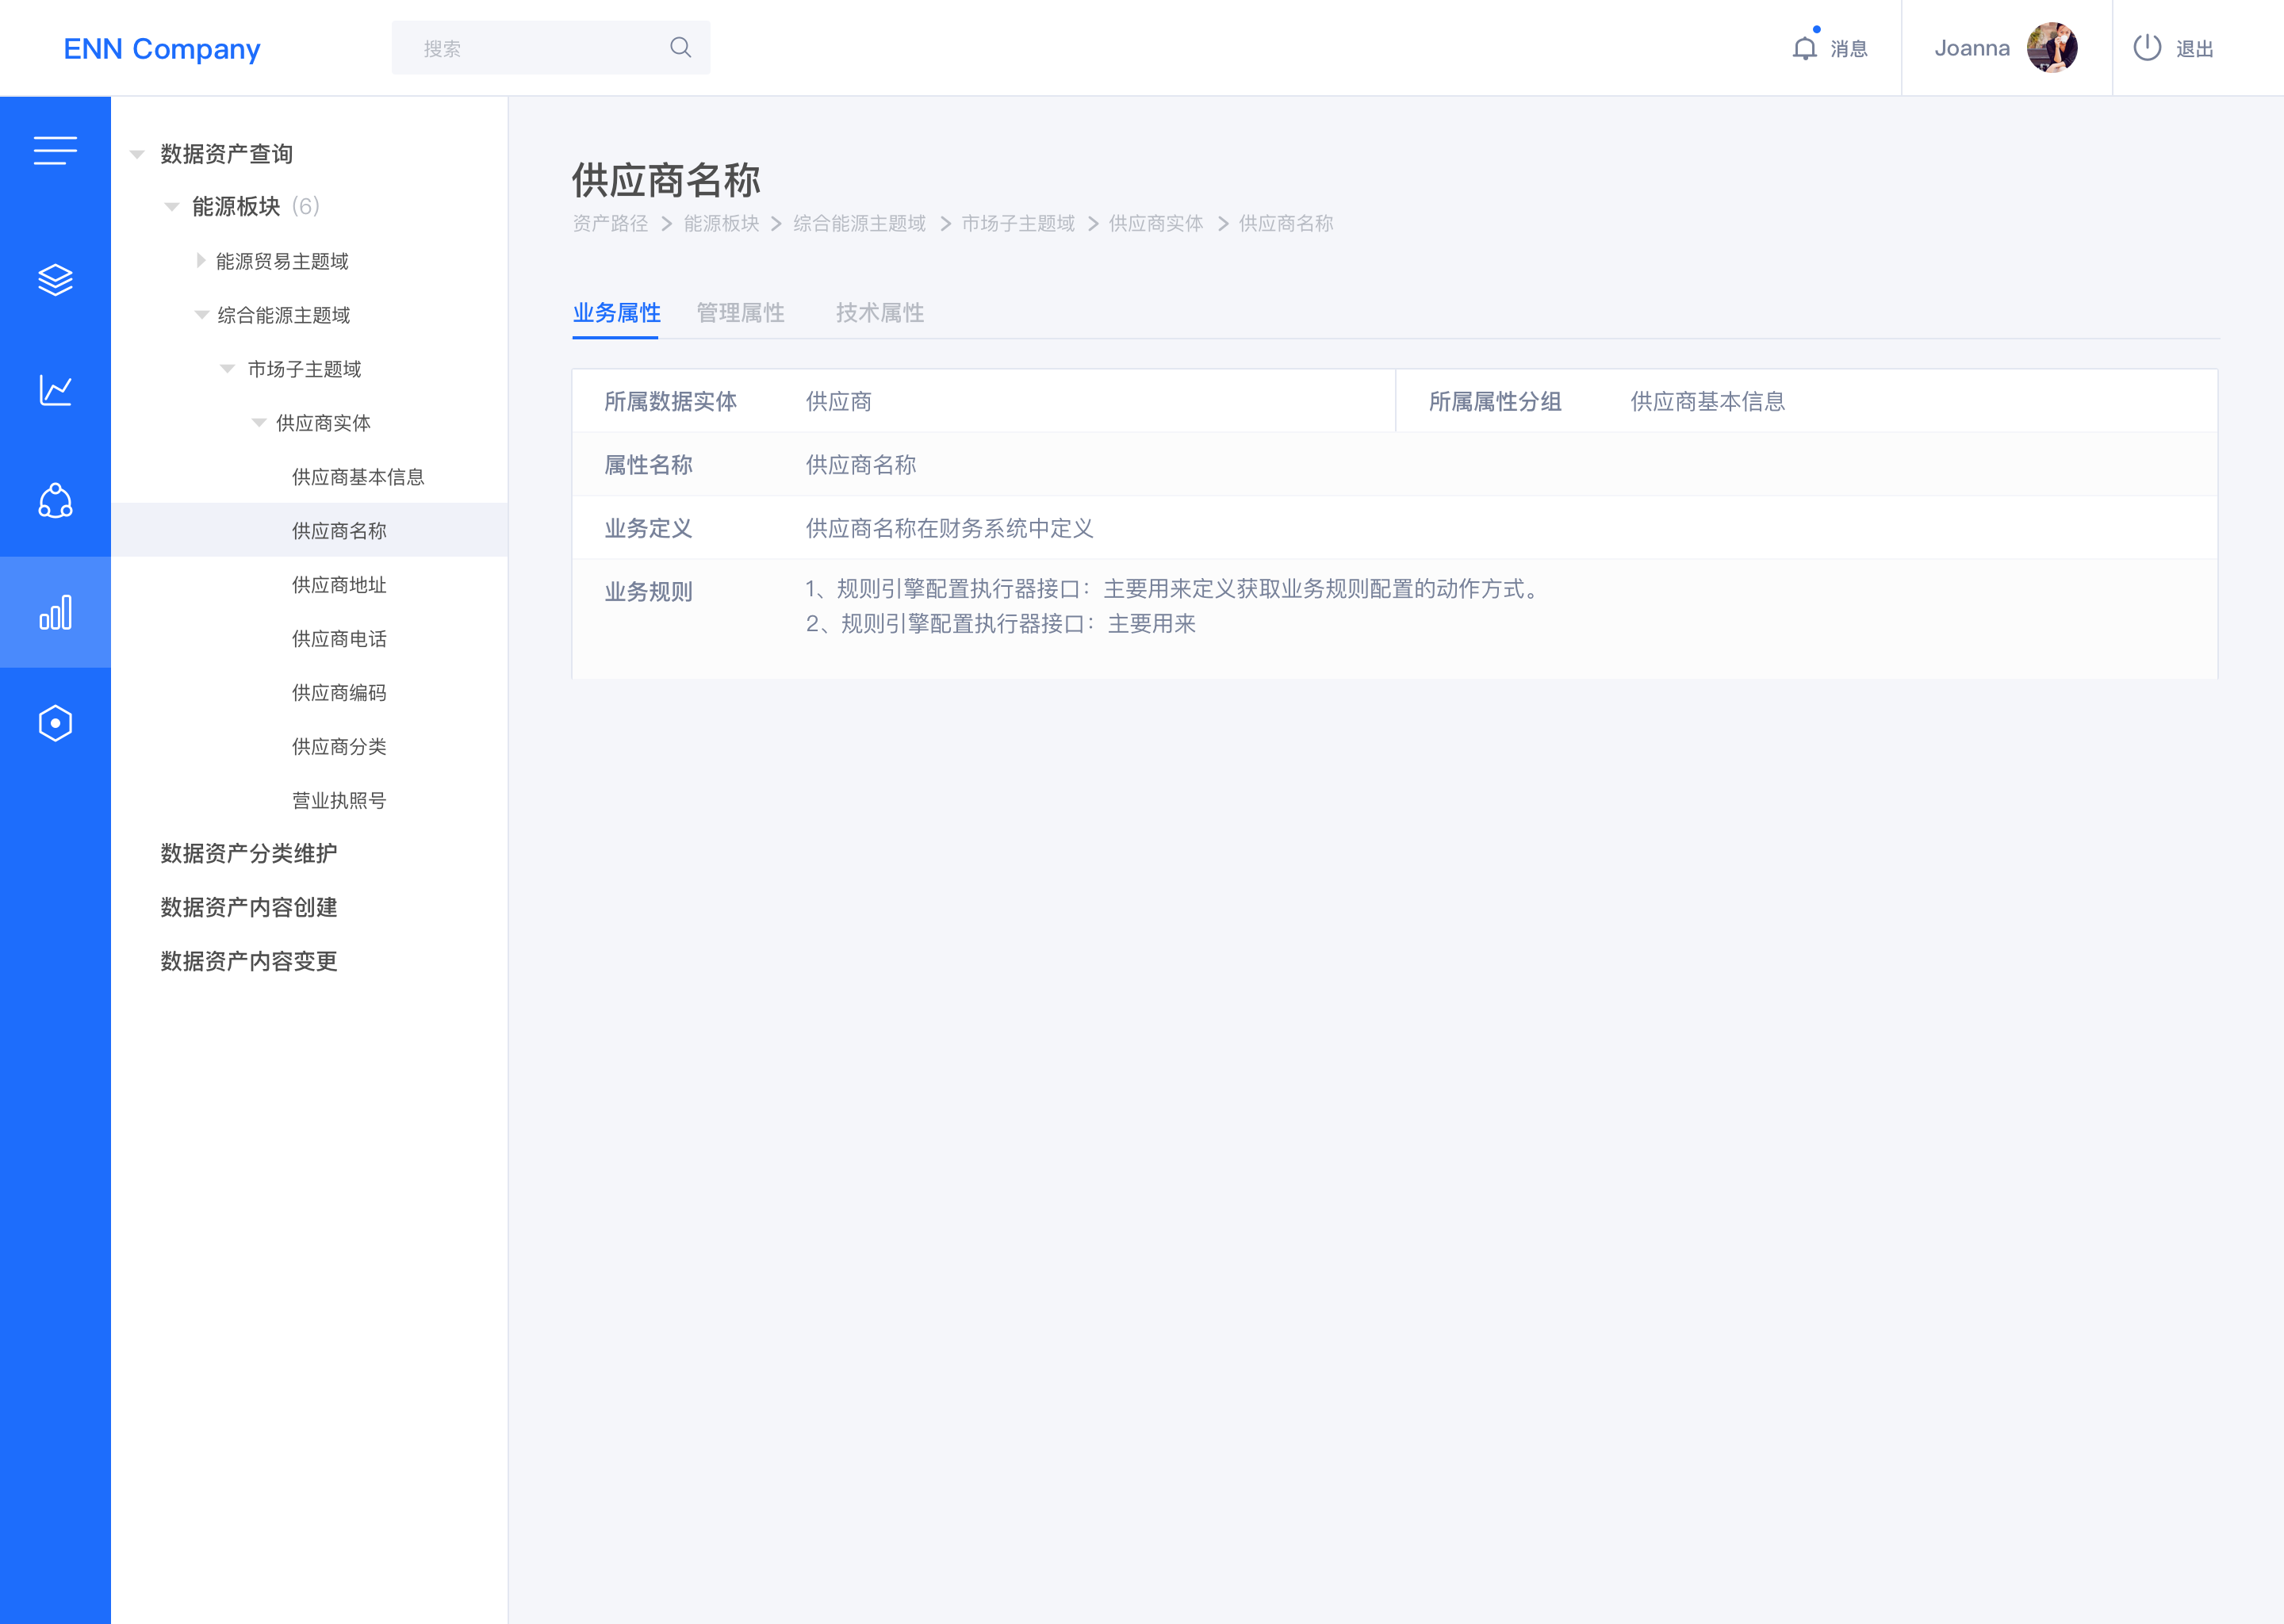 ENN Company
搜索
消息
Joanna
退出
数据资产查询
能源板块 (6)
能源贸易主题域
综合能源主题域
市场子主题域
供应商实体
供应商基本信息
供应商名称
供应商地址
供应商电话
供应商编码
供应商分类
营业执照号
数据资产分类维护
数据资产内容创建
数据资产内容变更
供应商名称
资产路径 > 能源板块 > 综合能源主题域 > 市场子主题域 > 供应商实体 > 供应商名称
业务属性 管理属性 技术属性
所属数据实体 供应商 所属属性分组 供应商基本信息
属性名称 供应商名称
业务定义 供应商名称在财务系统中定义
业务规则 1、规则引擎配置执行器接口：主要用来定义获取业务规则配置的动作方式。
2、规则引擎配置执行器接口：主要用来